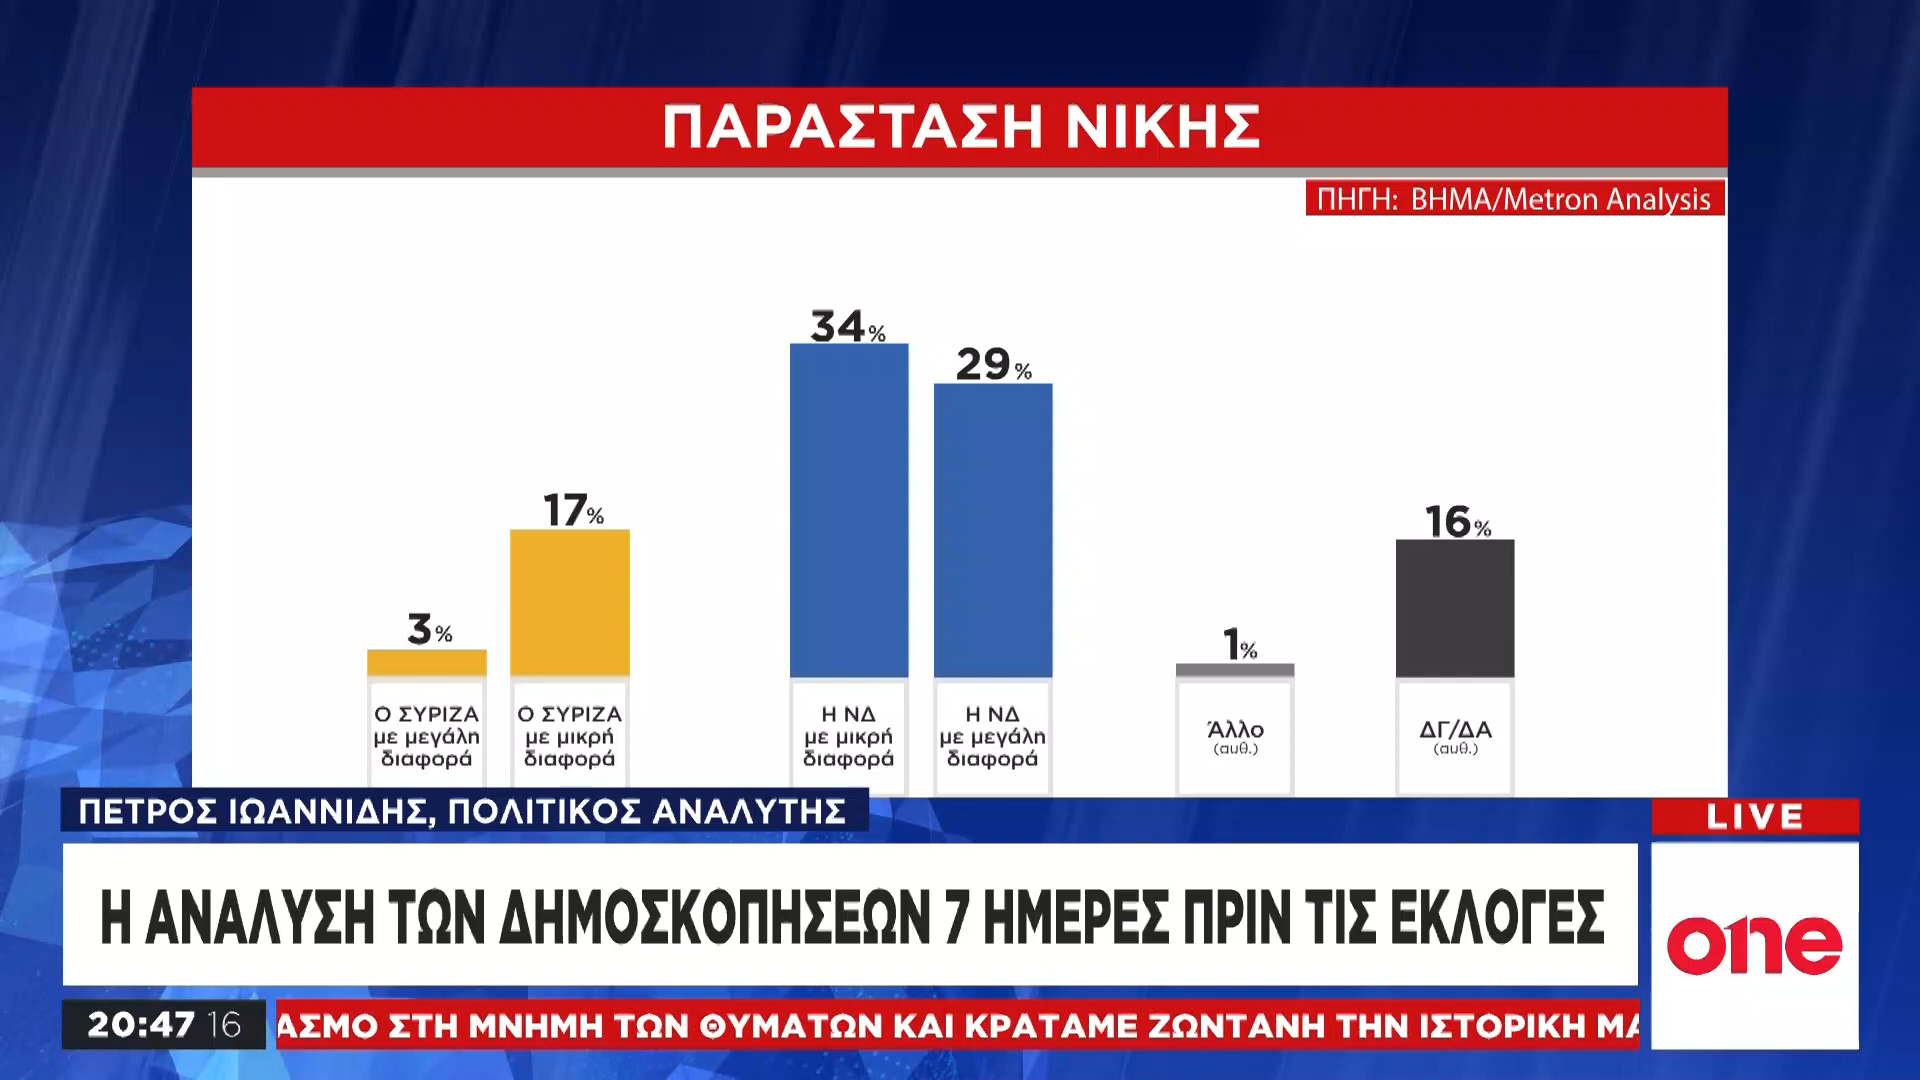 ΠΑΡΑΣΤΑΣΗ ΝΙΚΗΣ
ΠΗΓΗ: ΒΗΜΑ/Metron Analysis
34%
29%
17%
16%
3%
1%
Ο ΣΥΡΙΖΑ
με μεγάλη
διαφορά
Ο ΣΥΡΙΖΑ
με μικρή
διαφορά
Η ΝΔ
με μικρή
διαφορά
Η ΝΔ
με μεγάλη
διαφορά
Άλλο
(αυθ.)
ΔΓ/ΔΑ
(αυθ.)
ΠΕΤΡΟΣ ΙΩΑΝΝΙΔΗΣ, ΠΟΛΙΤΙΚΟΣ ΑΝΑΛΥΤΗΣ
LIVE
Η ΑΝΑΛΥΣΗ ΤΩΝ ΔΗΜΟΣΚΟΠΗΣΕΩΝ 7 ΗΜΕΡΕΣ ΠΡΙΝ ΤΙΣ ΕΚΛΟΓΕΣ
one
20:47 16
ΑΣΜΟ ΣΤΗ ΜΝΗΜΗ ΤΩΝ ΘΥΜΑΤΩΝ ΚΑΙ ΚΡΑΤΑΜΕ ΖΩΝΤΑΝΗ ΤΗΝ ΙΣΤΟΡΙΚΗ ΜΑ